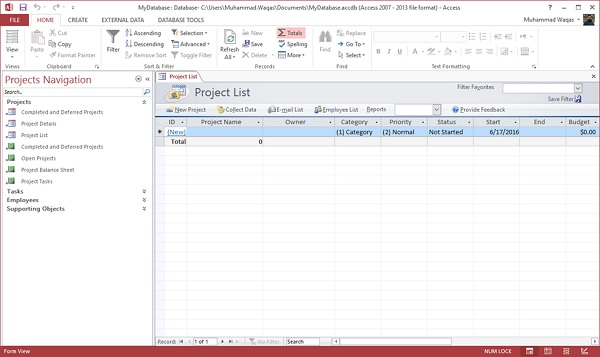 MyDatabase : Database- C:\Users\Muhammad.Waqas\Documents\MyDatabase.accdb (Access 2007 - 2013 file format) - Access
FILE HOME CREATE EXTERNAL DATA DATABASE TOOLS Muhammad Waqas
View Paste Cut Copy Format Painter Filter Ascending Descending Remove Sort Selection Advanced Toggle Filter Refresh All New Save Delete Totals Spelling More Find Replace Go To Select
Views Clipboard Sort & Filter Records Find Text Formatting
Projects Navigation
Search...
Projects
Completed and Deferred Projects
Project Details
Project List
Completed and Deferred Projects
Open Projects
Project Balance Sheet
Project Tasks
Tasks
Employees
Supporting Objects
Project List
Project List
Filter Favorites
Save Filter
New Project Collect Data E-mail List Employee List Reports Provide Feedback
ID Project Name Owner Category Priority Status Start End Budget
(New) (1) Category (2) Normal Not Started 6/17/2016 $0.00
Total 0
Record: 1 of 1 No Filter Search
Form View NUM LOCK